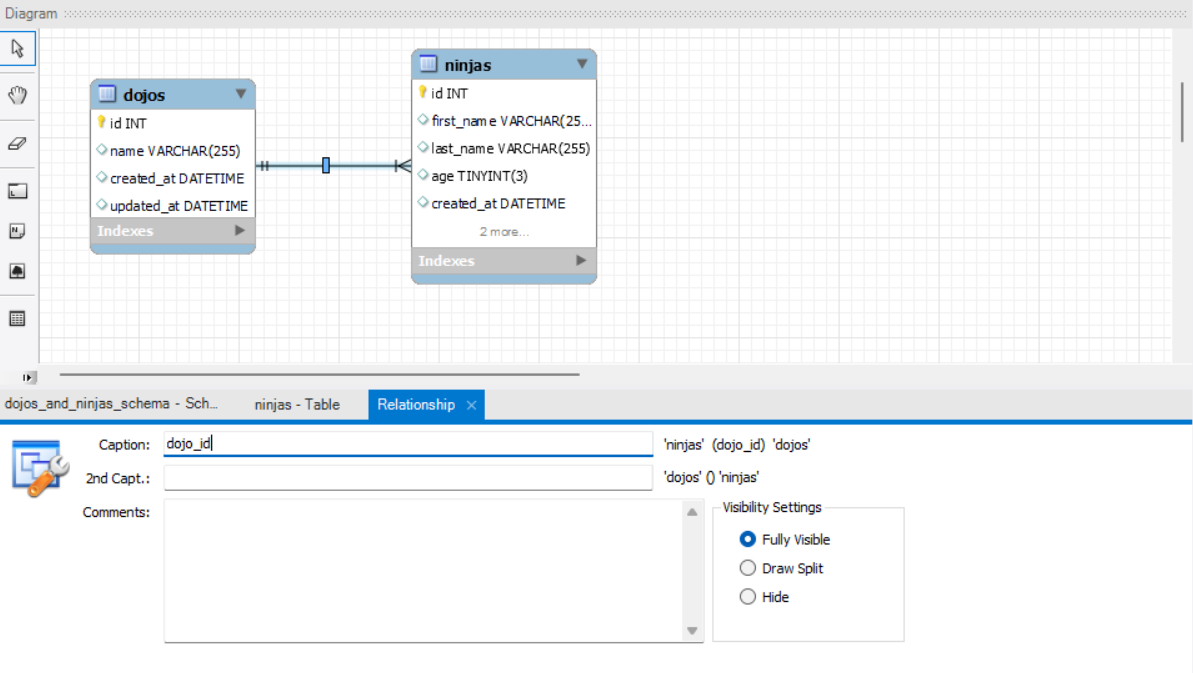 Diagram
ninjas
id INT
first_name VARCHAR(25...
last_name VARCHAR(255)
age TINYINT(3)
created_at DATETIME
2 more...
Indexes
dojos
id INT
name VARCHAR(255)
created_at DATETIME
updated_at DATETIME
Indexes
dojos_and_ninjas_schema - Sch... ninjas - Table Relationship ×
Caption: dojo_id 'ninjas' (dojo_id) 'dojos'
2nd Capt.: 'dojos' () 'ninjas'
Comments:
Visibility Settings
Fully Visible
Draw Split
Hide